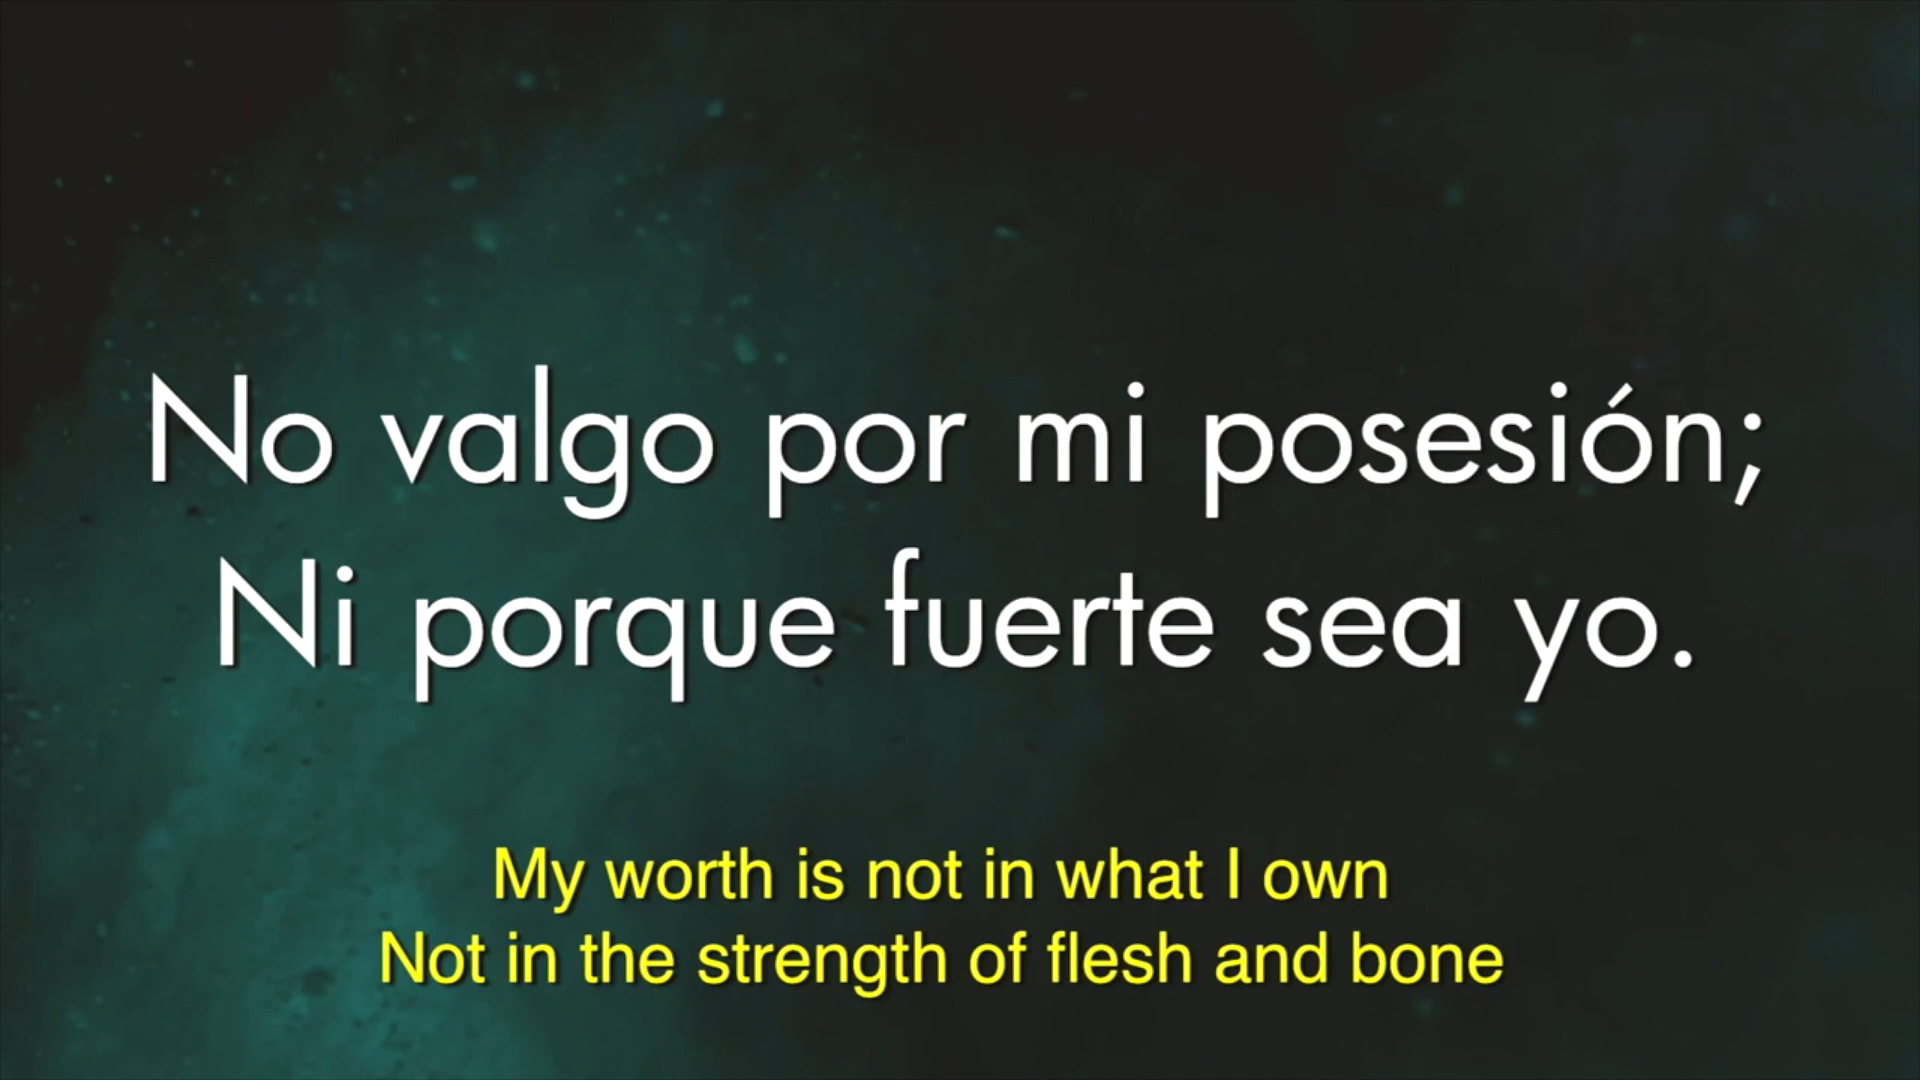 No valgo por mi posesión;
Ni porque fuerte sea yo.
My worth is not in what I own
Not in the strength of flesh and bone